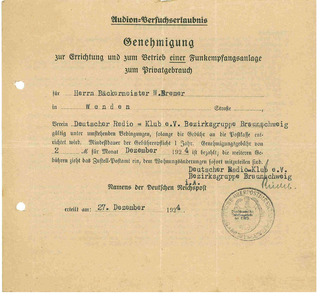 Audion-Versuchserlaubnis
Genehmigung
zur Errichtung und zum Betrieb einer Funkempfangsanlage
zum Privatgebrauch
für Herrn Bäckermeister W.Bremer
in Wenden Straße
Verein Deutscher Radio - Klub e.V. Bezirksgruppe Braunschweig
gültig unter umstehenden Bedingungen, solange die Gebühr an die Postkasse ent-
richtet wird. Mindestdauer der Gebührenpflicht 1 Jahr. Genehmigungsgebühr von
2 M für Monat Dezember 1924 ist bezahlt, die weiteren Ge-
bühren zieht das Zustell-Postamt ein, dem Wohnungsänderungen sofort mitzuteilen sind.
Deutscher Radio-Klub e.V.
Bezirksgruppe Braunschweig
i.A.
Namens der Deutschen Reichspost
erteilt am: 27. Dezember 1924